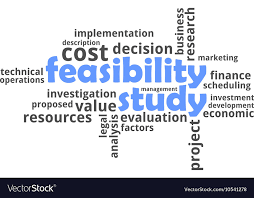 implementation
description
cost
decision
business
research
marketing
feasibility
technical
operations
finance
scheduling
management
investigation
proposed
value
study
investment
development
economic
resources
legal
analysis
evaluation
factors
project
VectorStock
VectorStock.com/10541278